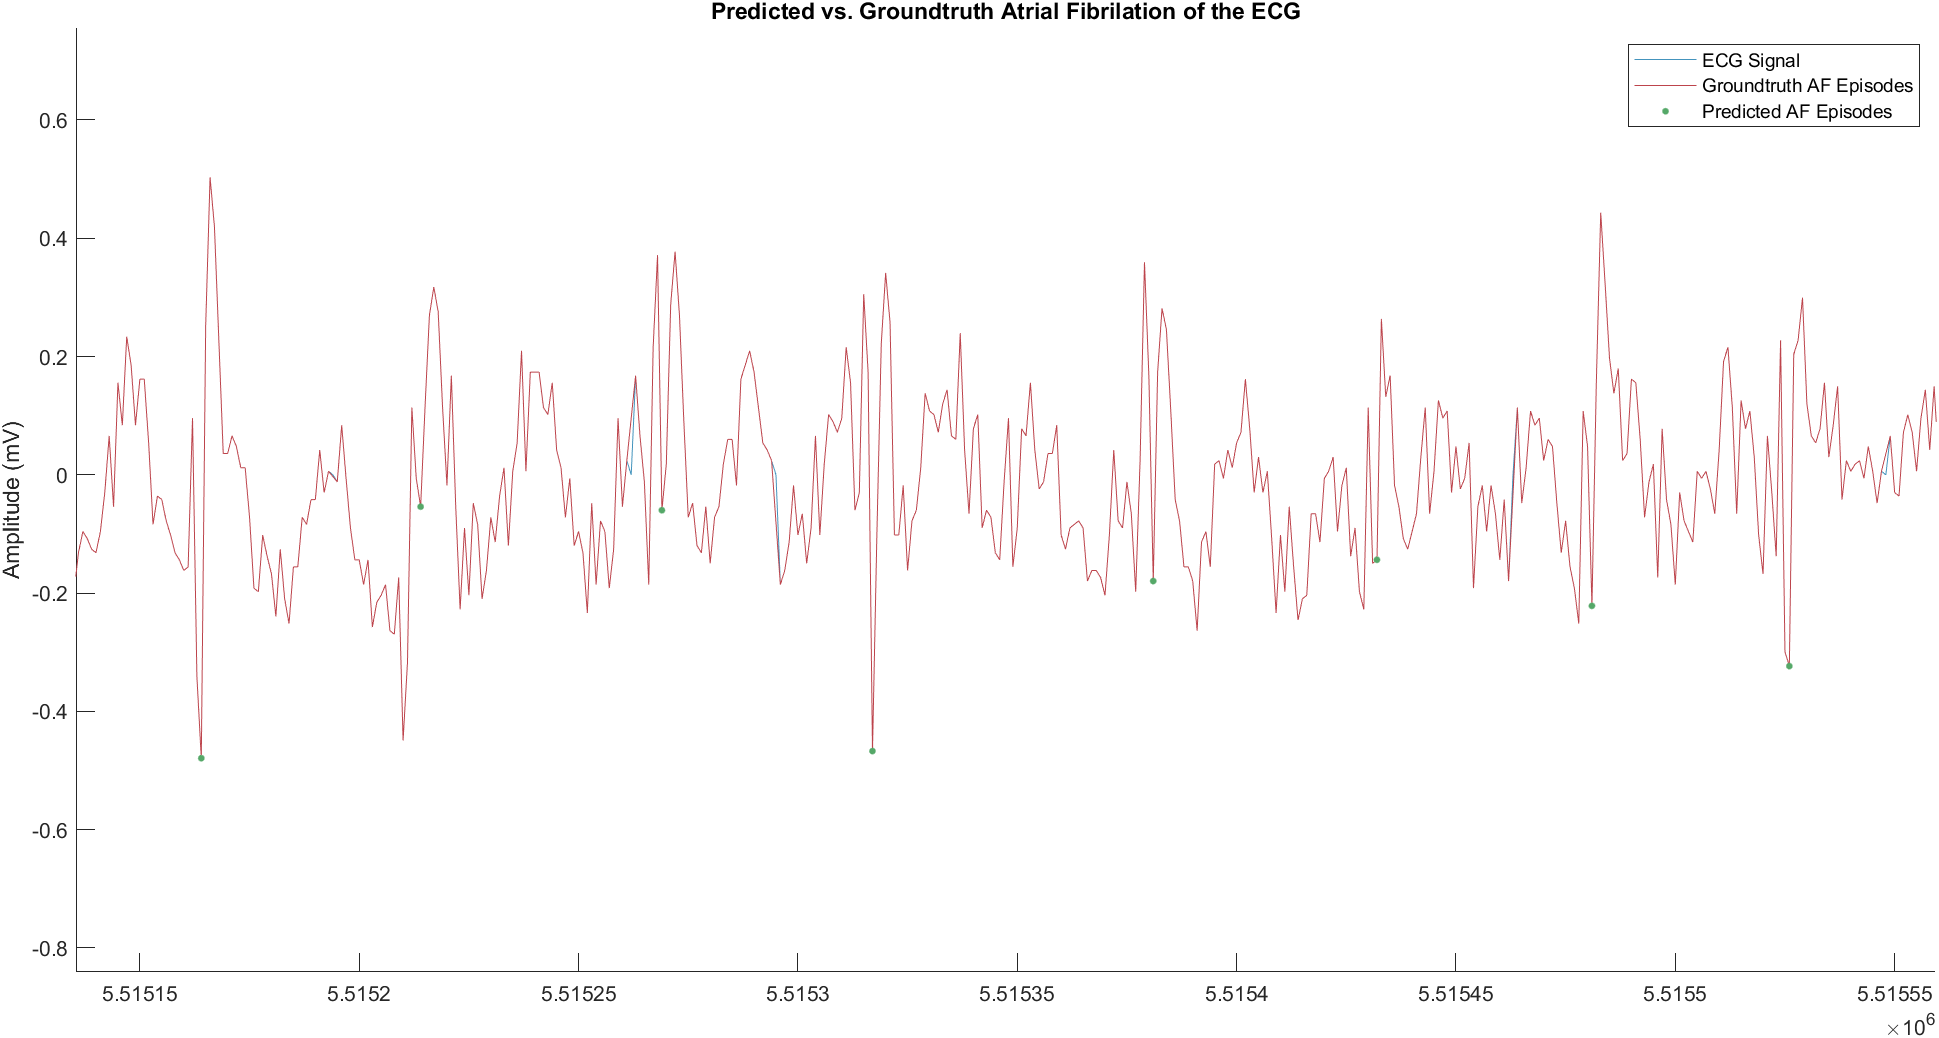 Predicted vs. Groundtruth Atrial Fibrilation of the ECG
ECG Signal
Groundtruth AF Episodes
Predicted AF Episodes
Amplitude (mV)
0.6
0.4
0.2
0
-0.2
-0.4
-0.6
-0.8
5.51515 5.5152 5.51525 5.5153 5.51535 5.5154 5.51545 5.5155 5.51555
×10⁶